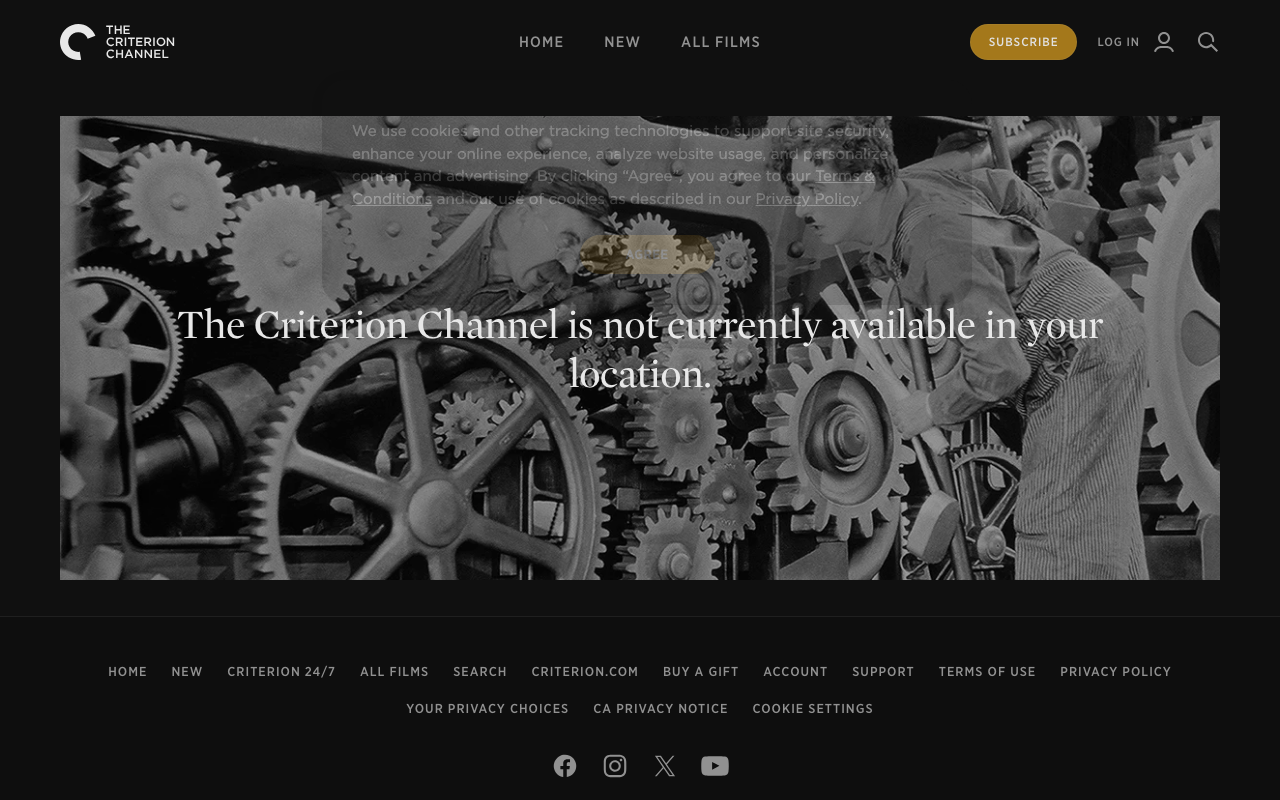 THE
CRITERION
CHANNEL
HOME NEW ALL FILMS
SUBSCRIBE LOG IN
We use cookies and other tracking technologies to support site security,
enhance your online experience, analyze website usage, and personalize
content and advertising. By clicking “Agree”, you agree to our Terms &
Conditions and our use of cookies as described in our Privacy Policy.
AGREE
The Criterion Channel is not currently available in your
location.
HOME NEW CRITERION 24/7 ALL FILMS SEARCH CRITERION.COM BUY A GIFT ACCOUNT SUPPORT TERMS OF USE PRIVACY POLICY
YOUR PRIVACY CHOICES CA PRIVACY NOTICE COOKIE SETTINGS